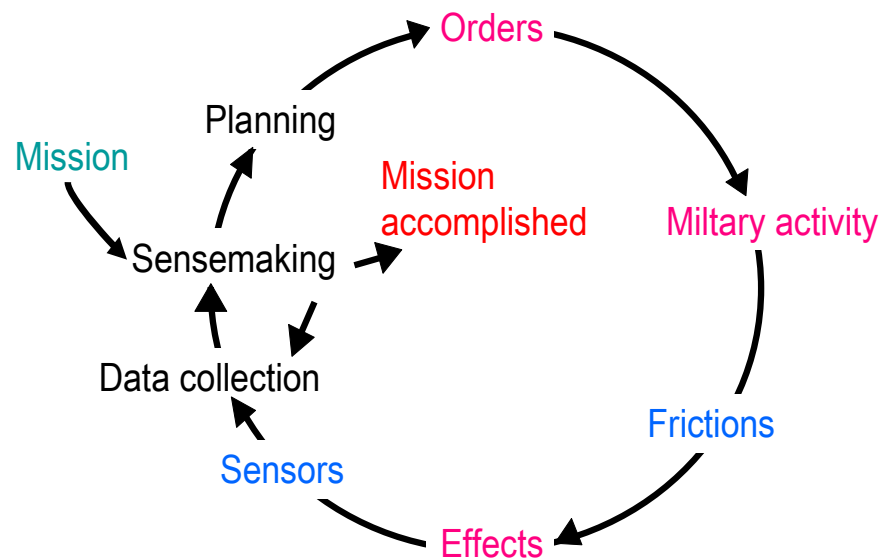 Orders
Planning
Mission
Mission
accomplished
Miltary activity
Sensemaking
Data collection
Frictions
Sensors
Effects